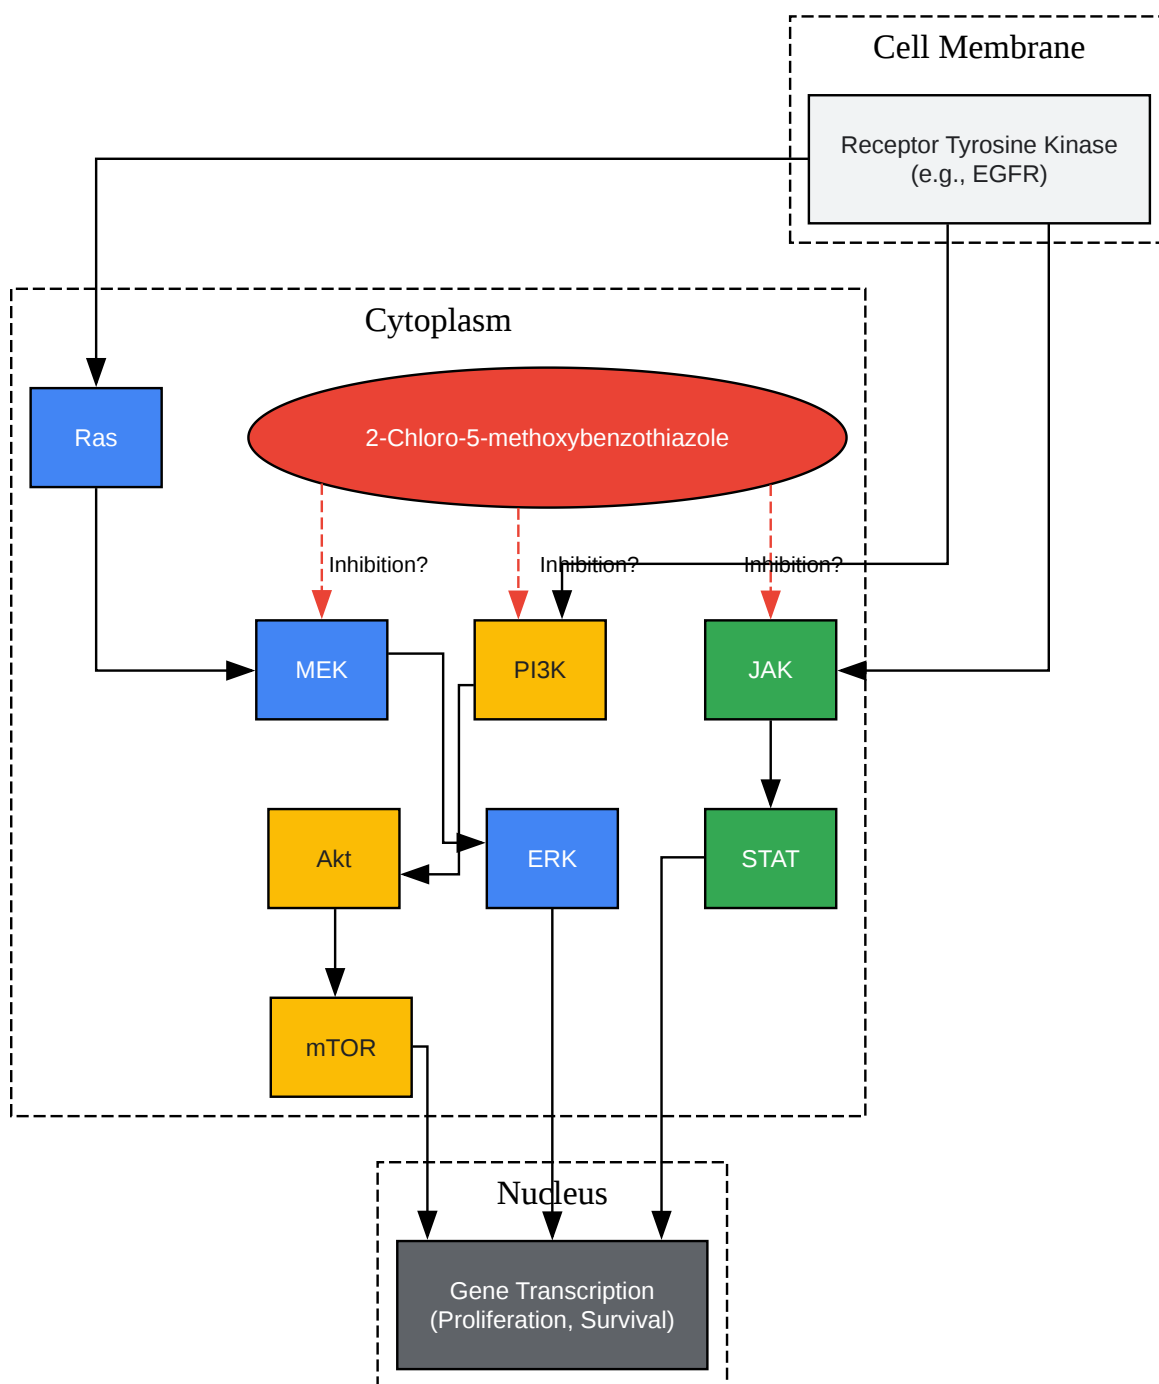 Cell Membrane
Receptor Tyrosine Kinase
(e.g., EGFR)
Cytoplasm
Ras
2-Chloro-5-methoxybenzothiazole
Inhibition?
Inhibition?
Inhibition?
MEK
PI3K
JAK
Akt
ERK
STAT
mTOR
Nucleus
Gene Transcription
(Proliferation, Survival)